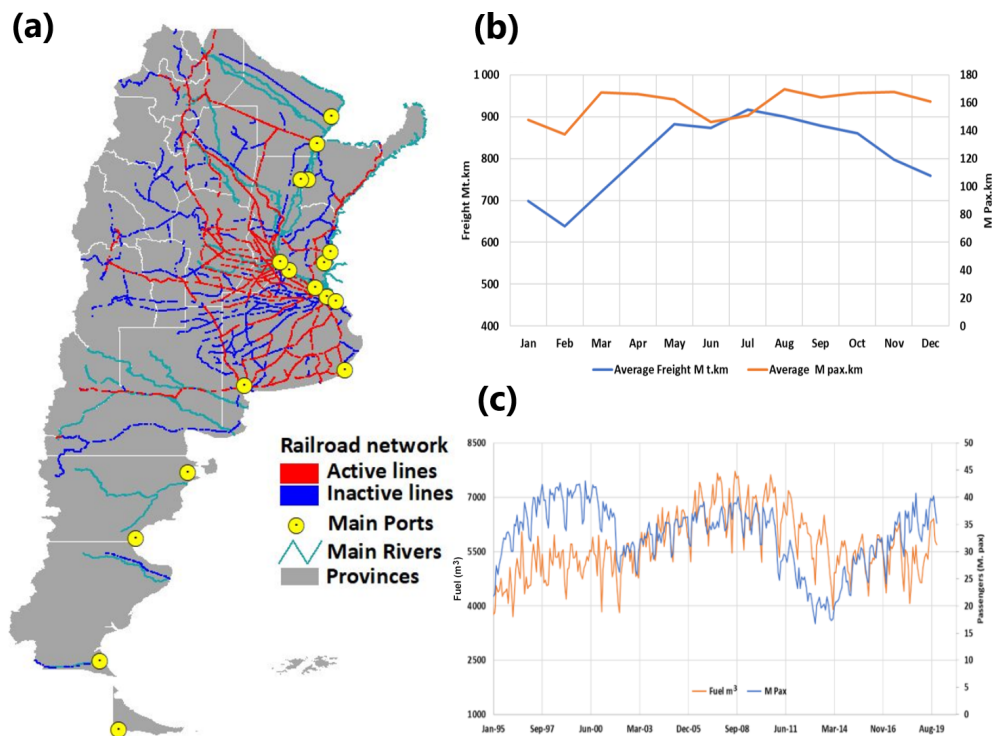 (a)
Railroad network
Active lines
Inactive lines
Main Ports
Main Rivers
Provinces
(b)
1 000
900
800
700
600
500
400
Freight Mt.km
180
160
140
120
100
80
60
40
20
0
M Pax.km
Jan Feb Mar Apr May Jun Jul Aug Sep Oct Nov Dec
Average Freight M t.km Average M pax.km
(c)
8500
7000
5500
4000
2500
1000
Fuel (m³)
50
45
40
35
30
25
20
15
10
5
0
Passengers (M. pax)
Fuel m³ M Pax
Jan-95 Sep-97 Jun-00 Mar-03 Dec-05 Sep-08 Jun-11 Mar-14 Nov-16 Aug-19